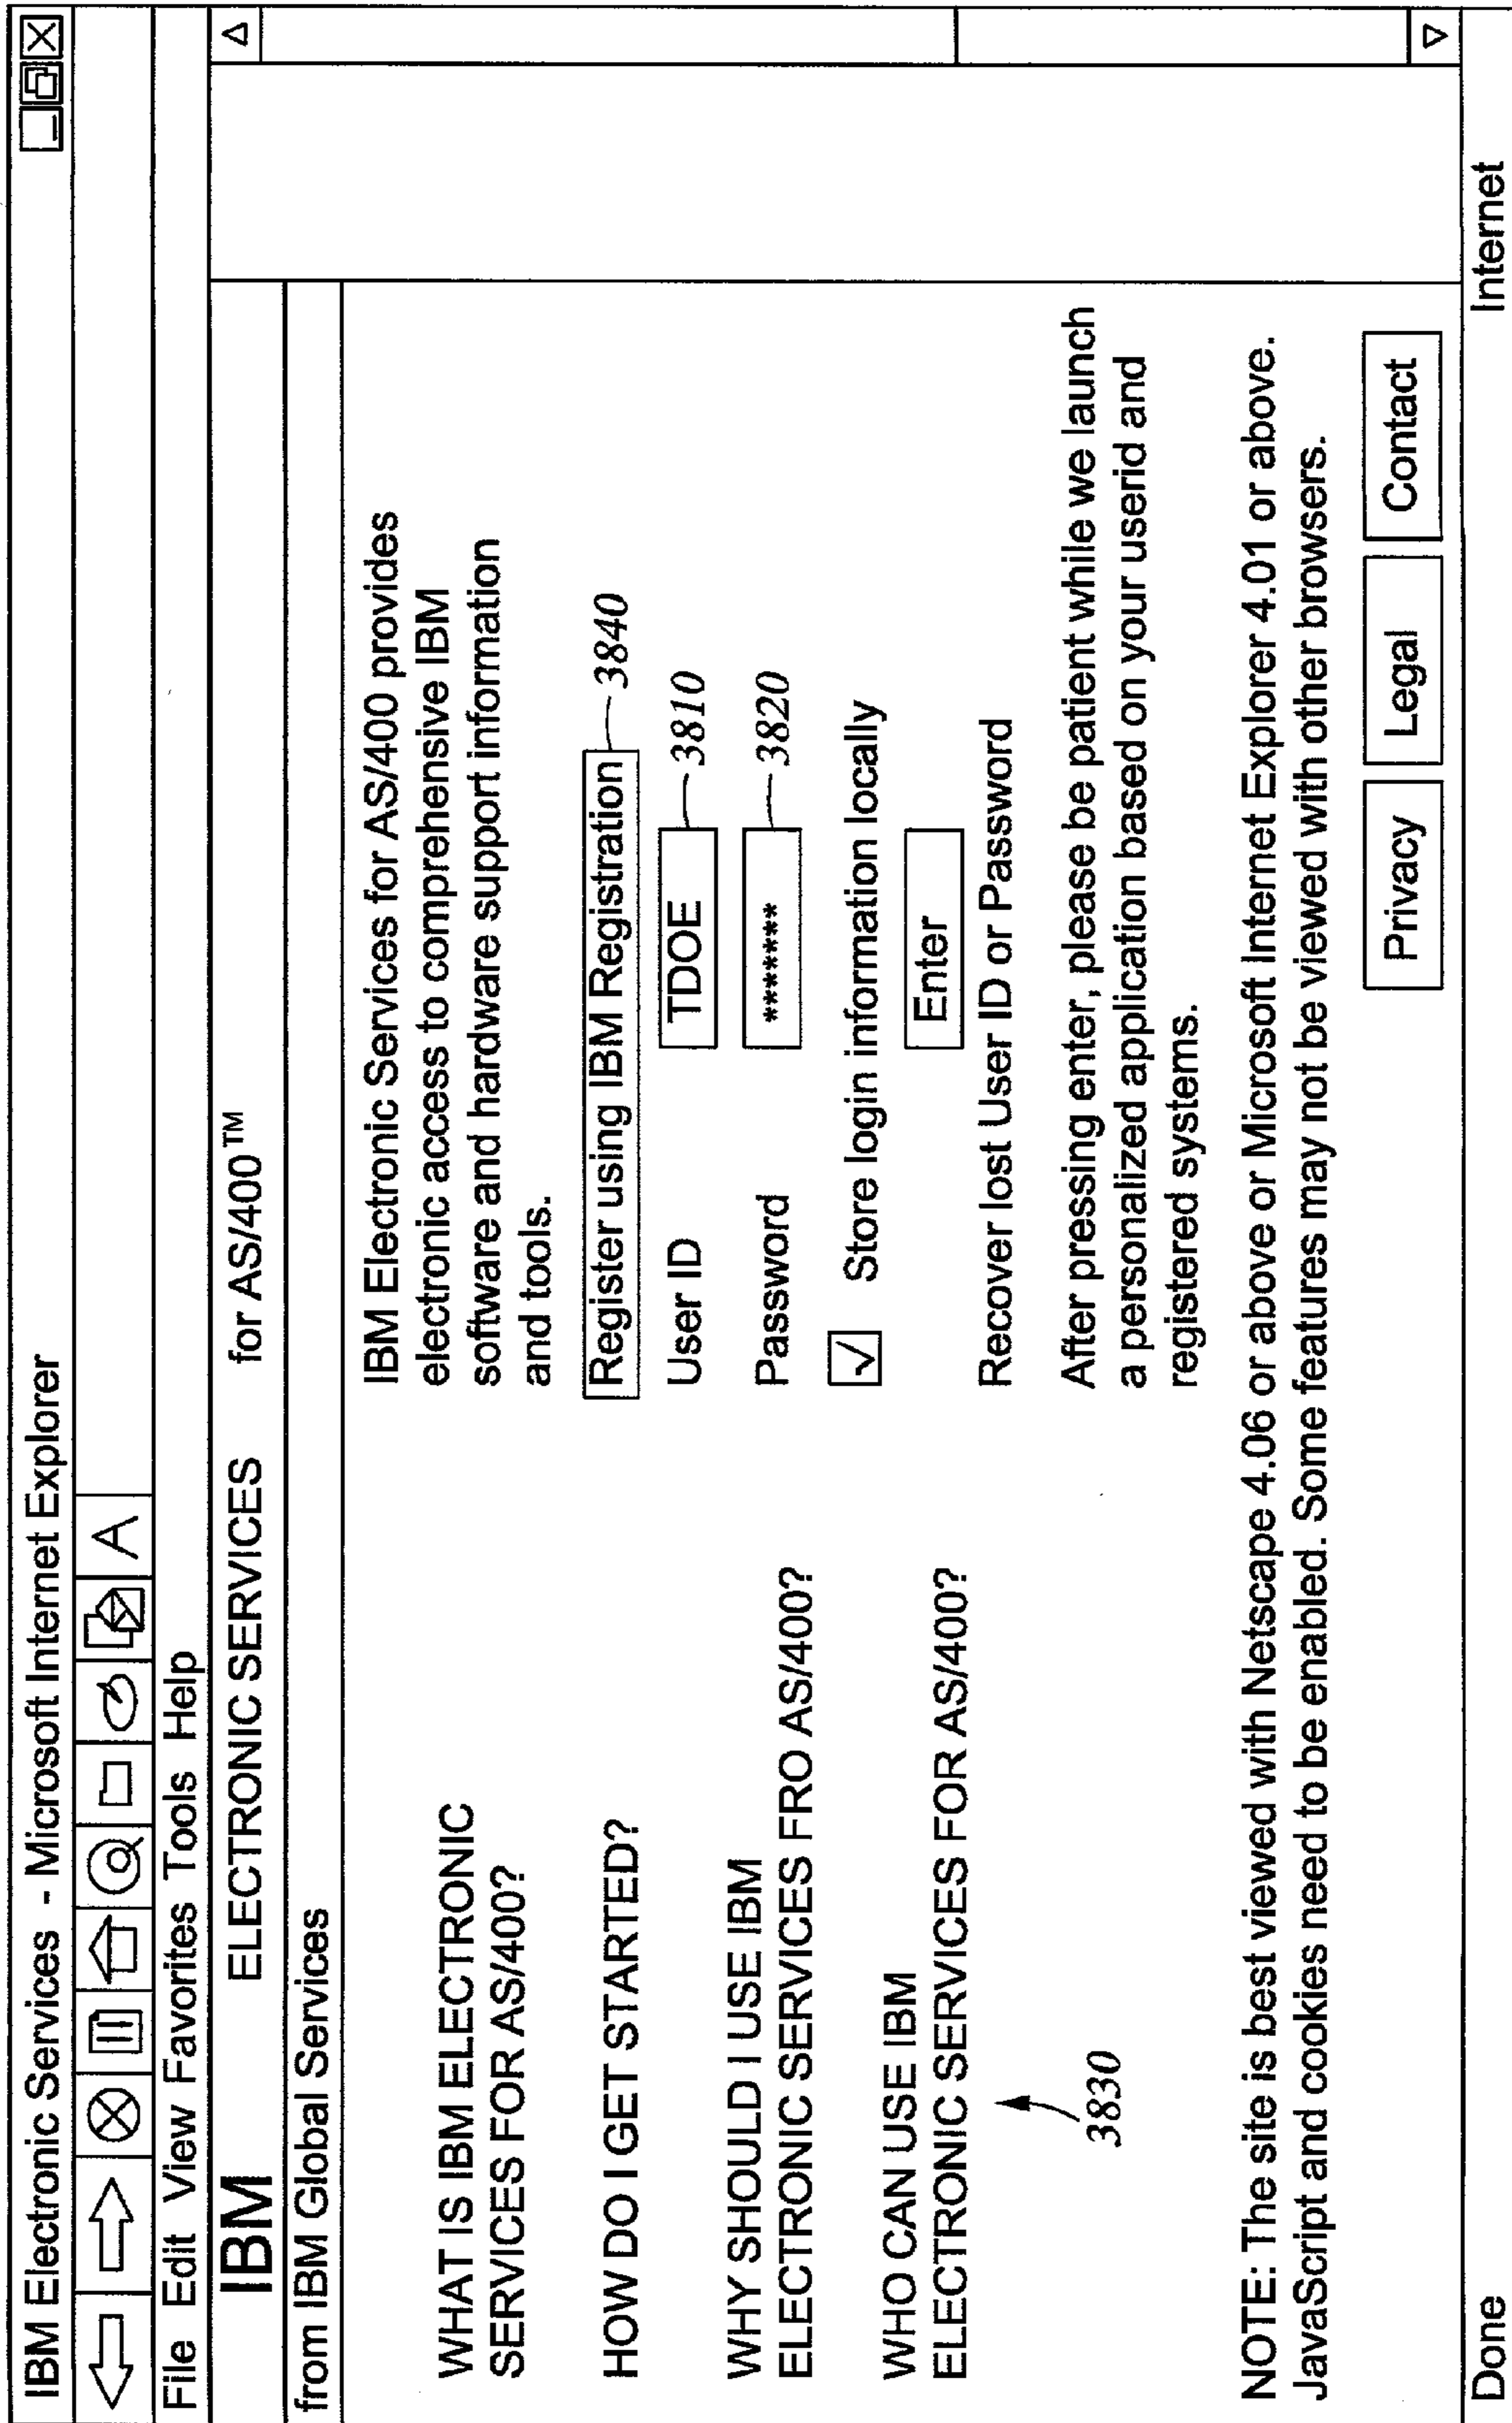 IBM Electronic Services - Microsoft Internet Explorer
A
File Edit View Favorites Tools Help
IBM ELECTRONIC SERVICES for AS/400™
from IBM Global Services
WHAT IS IBM ELECTRONIC
SERVICES FOR AS/400?
HOW DO I GET STARTED?
WHY SHOULD I USE IBM
ELECTRONIC SERVICES FRO AS/400?
WHO CAN USE IBM
ELECTRONIC SERVICES FOR AS/400?
3830
IBM Electronic Services for AS/400 provides
electronic access to comprehensive IBM
software and hardware support information
and tools.
Register using IBM Registration 3840
User ID TDOE 3810
Password ******* 3820
✓ Store login information locally
Enter
Recover lost User ID or Password
After pressing enter, please be patient while we launch
a personalized application based on your userid and
registered systems.
NOTE: The site is best viewed with Netscape 4.06 or above or Microsoft Internet Explorer 4.01 or above.
JavaScript and cookies need to be enabled. Some features may not be viewed with other browsers.
Privacy Legal Contact
Done Internet